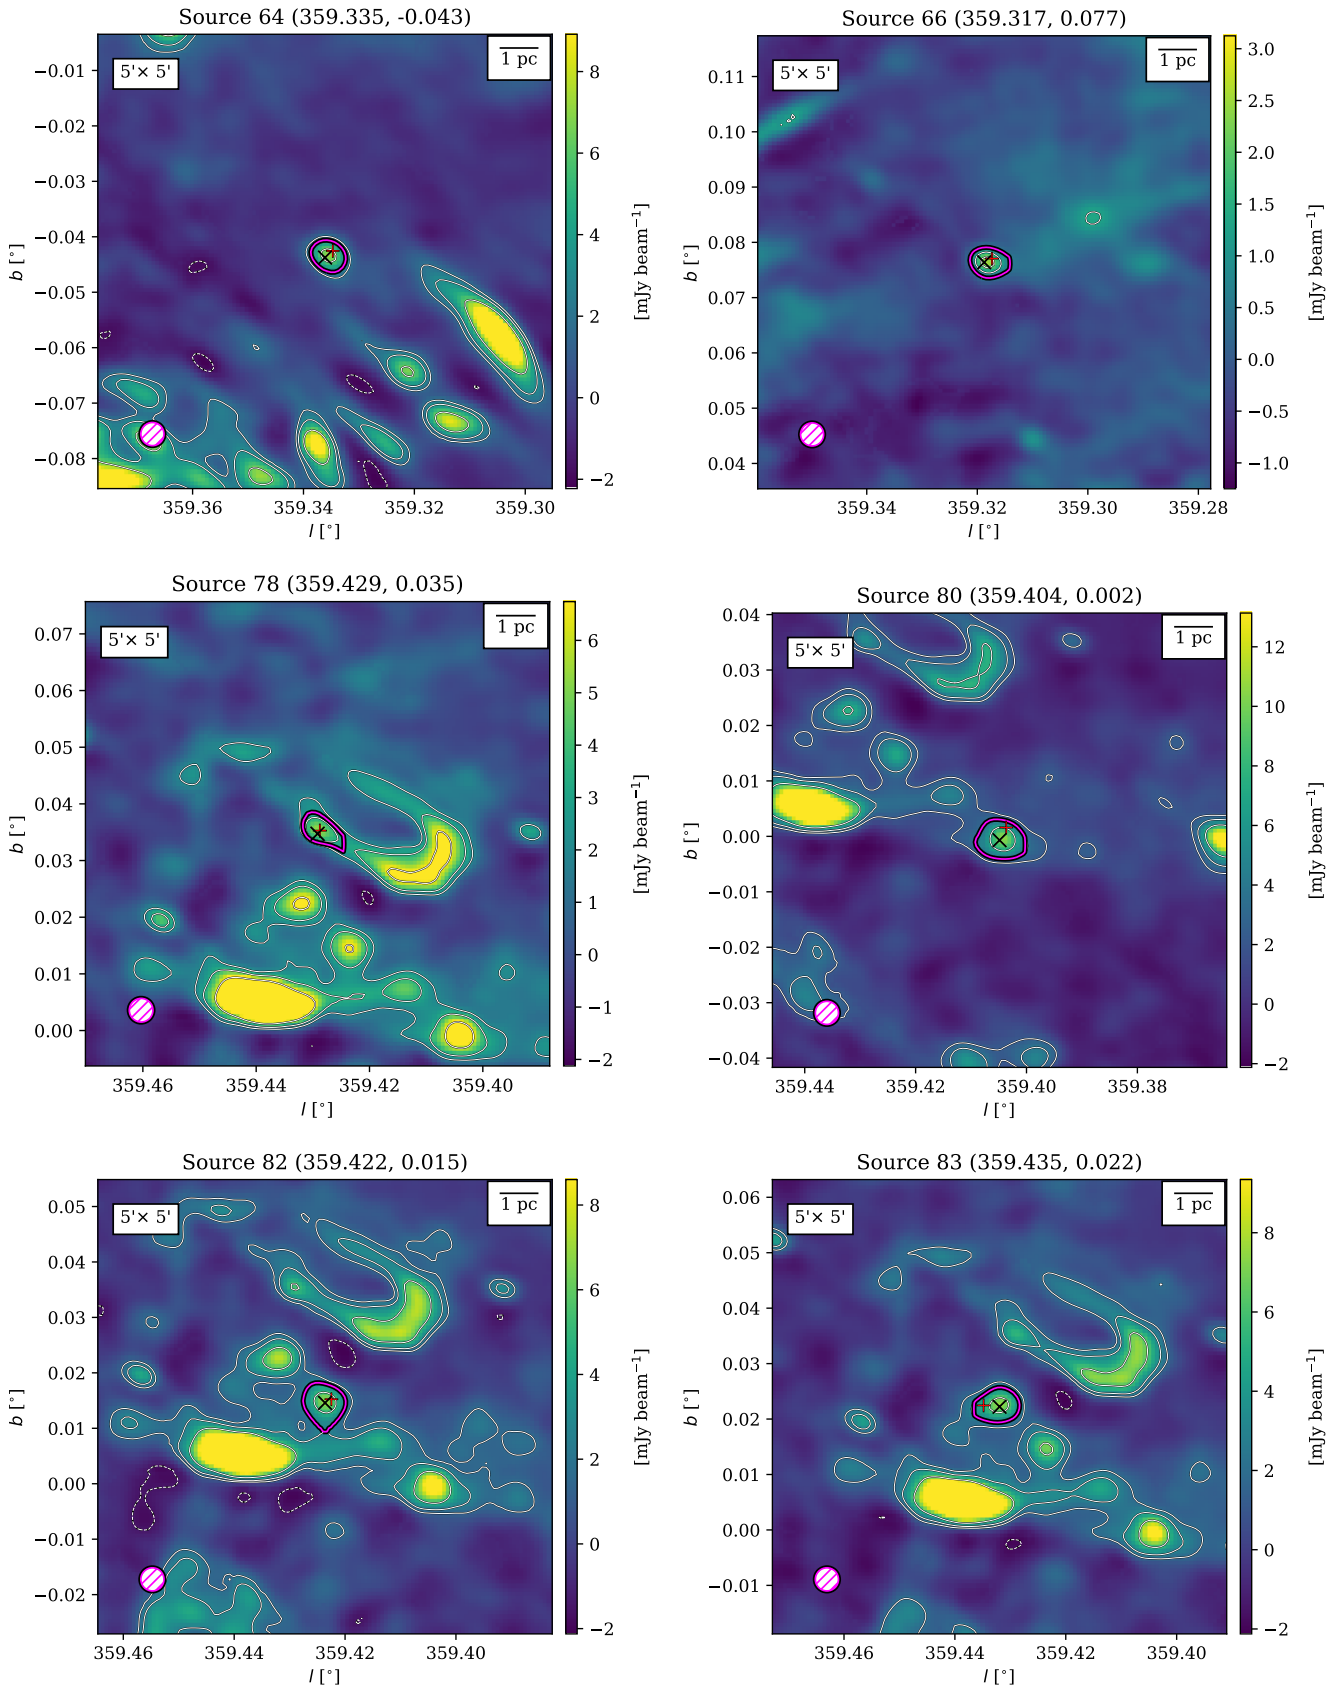 Source 64 (359.335, -0.043)
5'× 5'
1 pc
−0.01
−0.02
−0.03
−0.04
−0.05
−0.06
−0.07
−0.08
b [°]
359.36 359.34 359.32 359.30
l [°]
8
6
4
2
0
−2
[mJy beam⁻¹]
Source 66 (359.317, 0.077)
5'× 5'
1 pc
0.11
0.10
0.09
0.08
0.07
0.06
0.05
0.04
b [°]
359.34 359.32 359.30 359.28
l [°]
3.0
2.5
2.0
1.5
1.0
0.5
0.0
−0.5
−1.0
[mJy beam⁻¹]
Source 78 (359.429, 0.035)
5'× 5'
1 pc
0.07
0.06
0.05
0.04
0.03
0.02
0.01
0.00
b [°]
359.46 359.44 359.42 359.40
l [°]
6
5
4
3
2
1
0
−1
−2
[mJy beam⁻¹]
Source 80 (359.404, 0.002)
5'× 5'
1 pc
0.04
0.03
0.02
0.01
0.00
−0.01
−0.02
−0.03
−0.04
b [°]
359.44 359.42 359.40 359.38
l [°]
12
10
8
6
4
2
0
−2
[mJy beam⁻¹]
Source 82 (359.422, 0.015)
5'× 5'
1 pc
0.05
0.04
0.03
0.02
0.01
0.00
−0.01
−0.02
b [°]
359.46 359.44 359.42 359.40
l [°]
8
6
4
2
0
−2
[mJy beam⁻¹]
Source 83 (359.435, 0.022)
5'× 5'
1 pc
0.06
0.05
0.04
0.03
0.02
0.01
0.00
−0.01
b [°]
359.46 359.44 359.42 359.40
l [°]
8
6
4
2
0
−2
[mJy beam⁻¹]